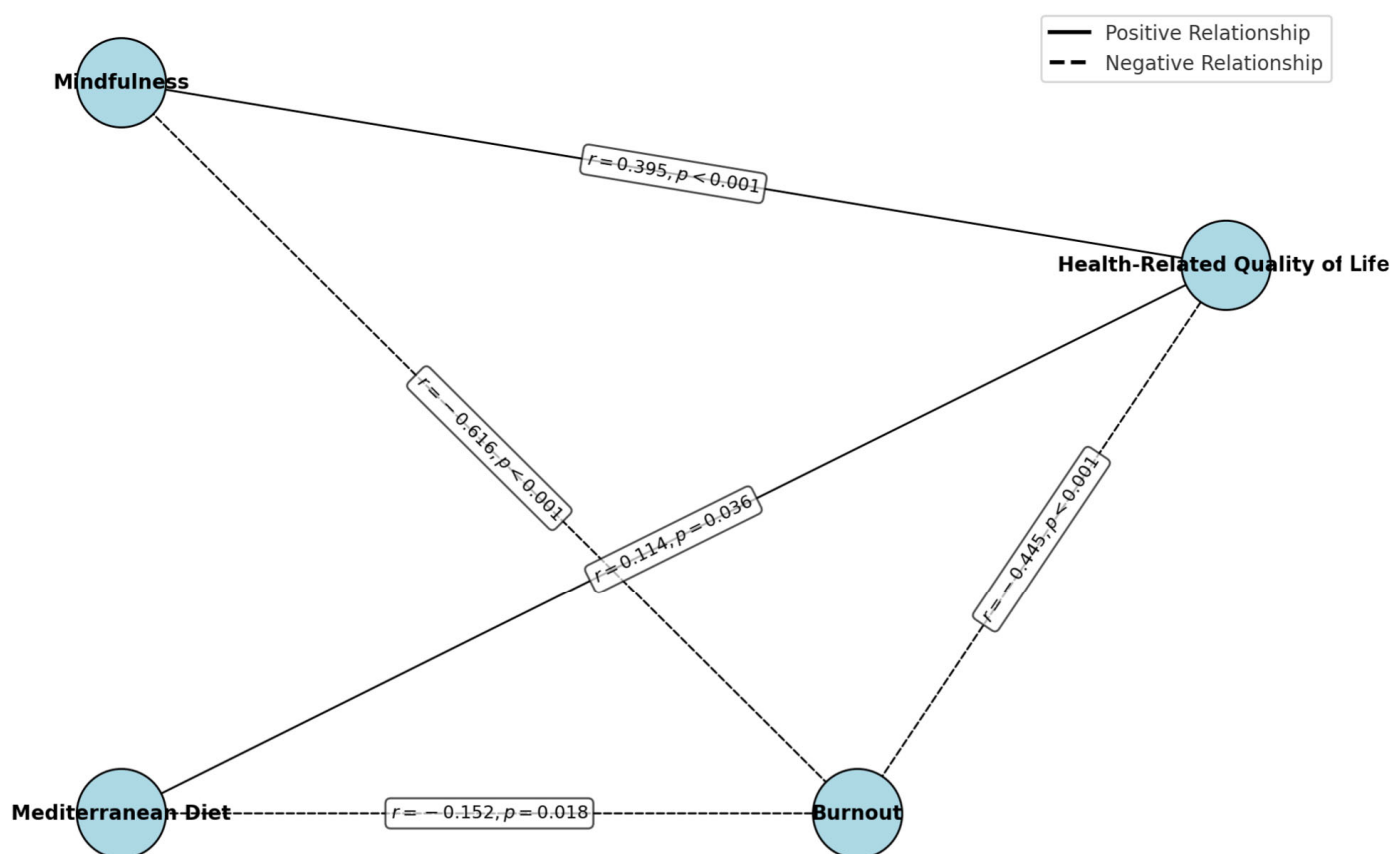 Positive Relationship
Negative Relationship
Mindfulness
r = 0.395, p < 0.001
Health-Related Quality of Life
r = −0.616, p < 0.001
r = 0.114, p = 0.036
r = −0.445, p < 0.001
Mediterranean Diet
r = −0.152, p = 0.018
Burnout